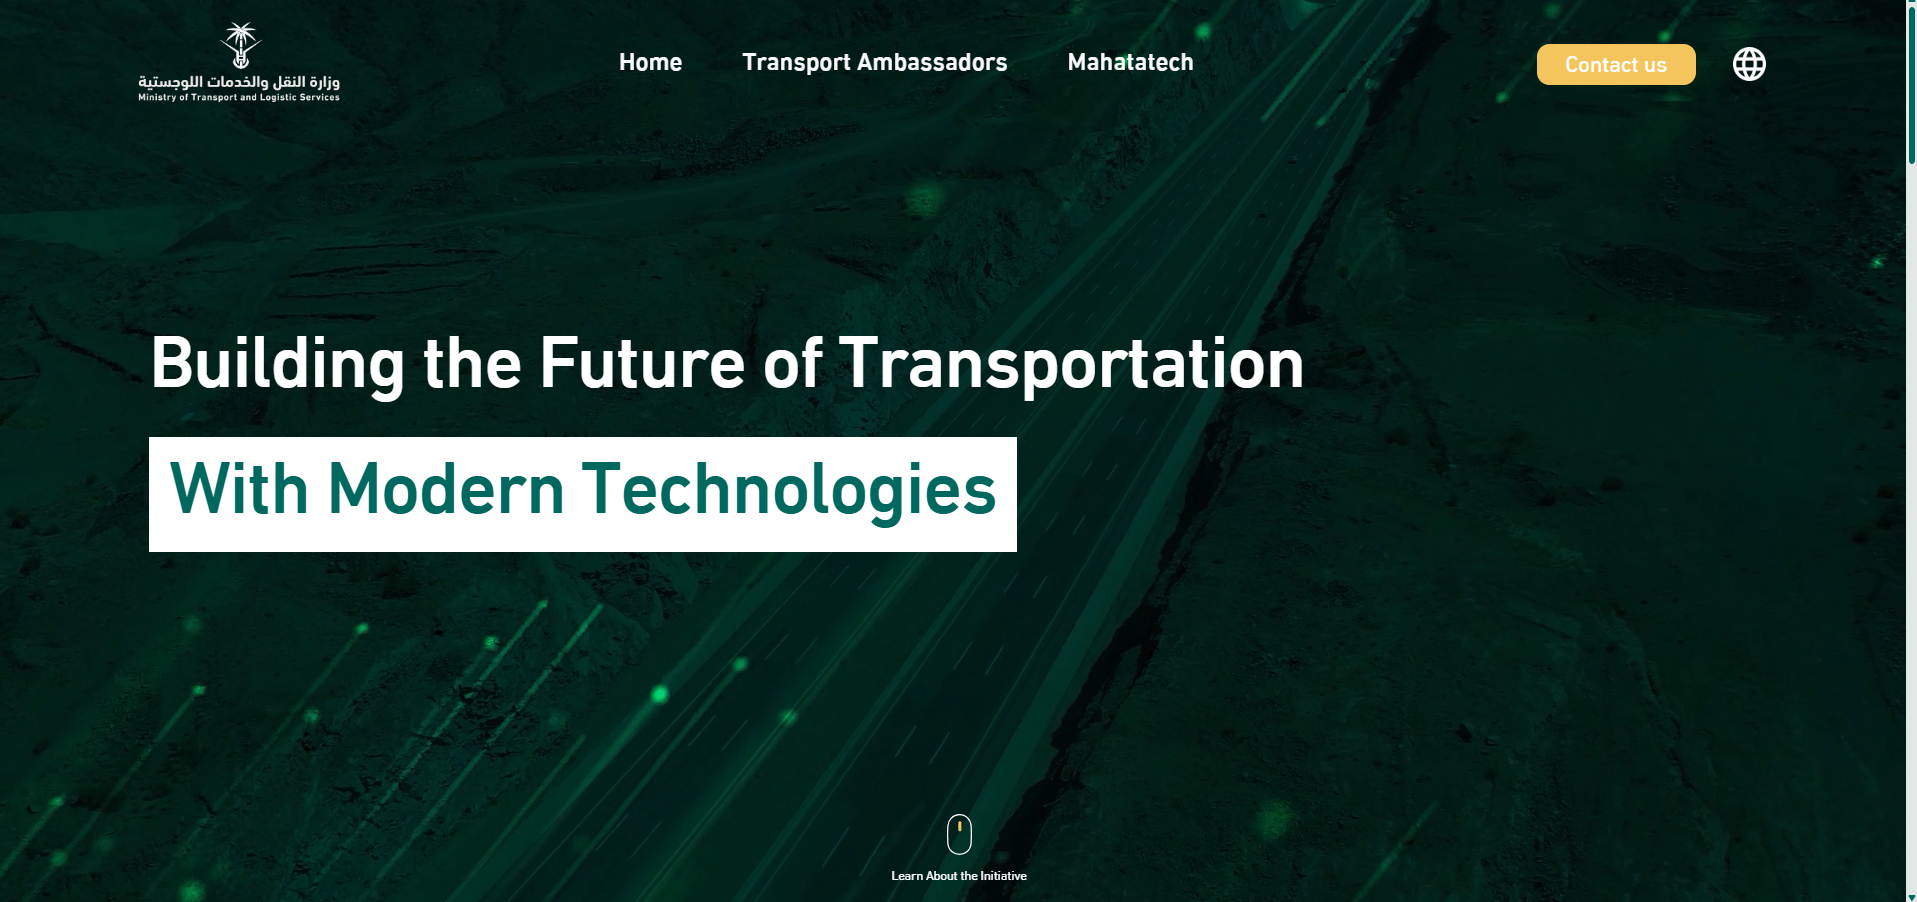 وزارة النقل والخدمات اللوجستية
Ministry of Transport and Logistic Services
Home
Transport Ambassadors
Mahatatech
Contact us
Building the Future of Transportation
With Modern Technologies
Learn About the Initiative